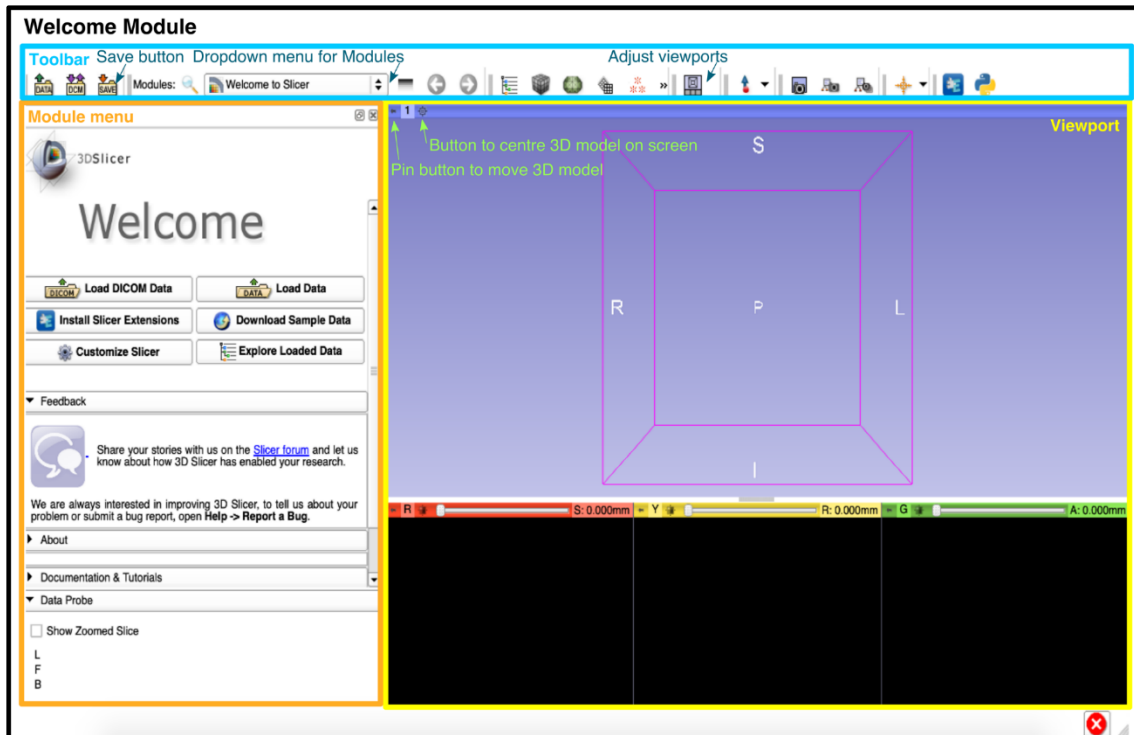 Welcome Module
Toolbar Save button Dropdown menu for Modules Adjust viewports
DATA DCM SAVE Modules: Welcome to Slicer »
Module menu
1
Viewport
Button to centre 3D model on screen
Pin button to move 3D model
S
R P L
I
3DSlicer
Welcome
DICOM Load DICOM Data DATA Load Data
Install Slicer Extensions Download Sample Data
Customize Slicer Explore Loaded Data
Feedback
Share your stories with us on the Slicer forum and let us
know about how 3D Slicer has enabled your research.
We are always interested in improving 3D Slicer, to tell us about your
problem or submit a bug report, open Help -> Report a Bug.
About
Documentation & Tutorials
Data Probe
Show Zoomed Slice
L
F
B
R S: 0.000mm Y R: 0.000mm G A: 0.000mm